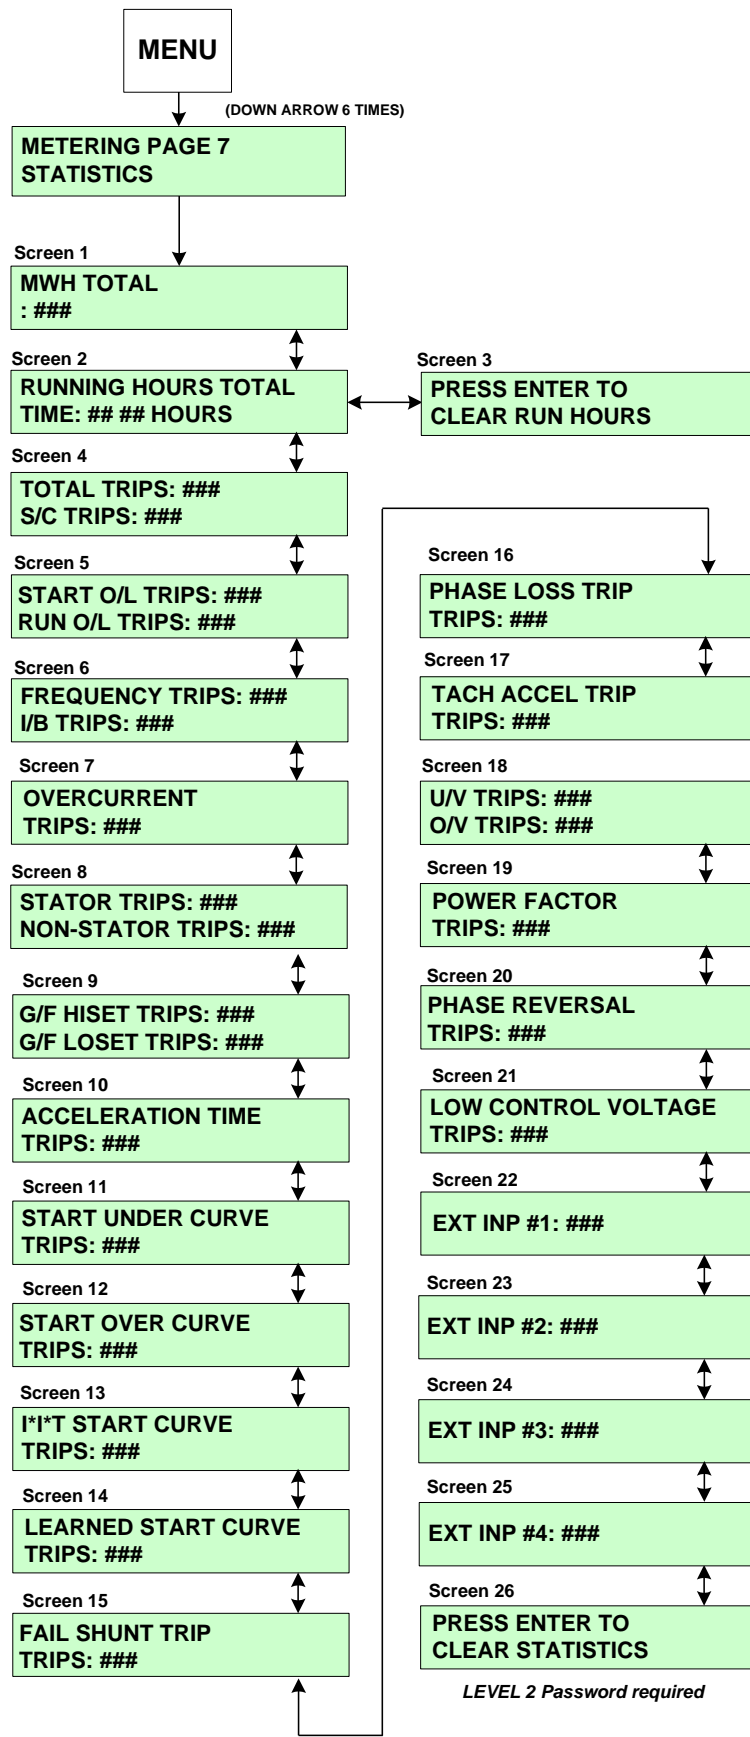 MENU
(DOWN ARROW 6 TIMES)
METERING PAGE 7
STATISTICS
Screen 1
MWH TOTAL
: ###
Screen 2
RUNNING HOURS TOTAL
TIME: ## ## HOURS
Screen 3
PRESS ENTER TO
CLEAR RUN HOURS
Screen 4
TOTAL TRIPS: ###
S/C TRIPS: ###
Screen 5
START O/L TRIPS: ###
RUN O/L TRIPS: ###
Screen 6
FREQUENCY TRIPS: ###
I/B TRIPS: ###
Screen 7
OVERCURRENT
TRIPS: ###
Screen 8
STATOR TRIPS: ###
NON-STATOR TRIPS: ###
Screen 9
G/F HISET TRIPS: ###
G/F LOSET TRIPS: ###
Screen 10
ACCELERATION TIME
TRIPS: ###
Screen 11
START UNDER CURVE
TRIPS: ###
Screen 12
START OVER CURVE
TRIPS: ###
Screen 13
I*I*T START CURVE
TRIPS: ###
Screen 14
LEARNED START CURVE
TRIPS: ###
Screen 15
FAIL SHUNT TRIP
TRIPS: ###
Screen 16
PHASE LOSS TRIP
TRIPS: ###
Screen 17
TACH ACCEL TRIP
TRIPS: ###
Screen 18
U/V TRIPS: ###
O/V TRIPS: ###
Screen 19
POWER FACTOR
TRIPS: ###
Screen 20
PHASE REVERSAL
TRIPS: ###
Screen 21
LOW CONTROL VOLTAGE
TRIPS: ###
Screen 22
EXT INP #1: ###
Screen 23
EXT INP #2: ###
Screen 24
EXT INP #3: ###
Screen 25
EXT INP #4: ###
Screen 26
PRESS ENTER TO
CLEAR STATISTICS
LEVEL 2 Password required